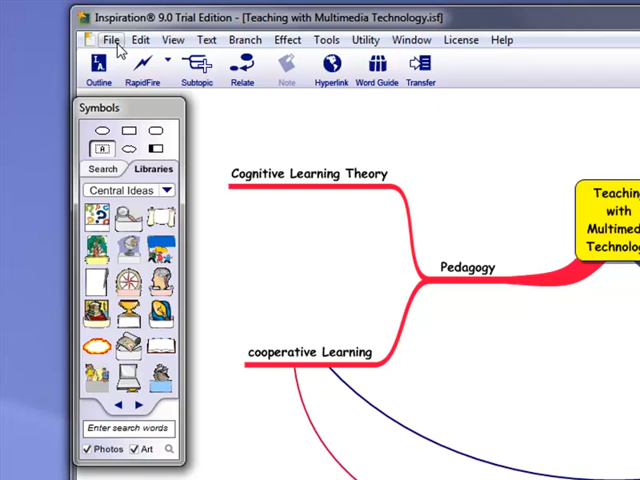 Inspiration® 9.0 Trial Edition - [Teaching with Multimedia Technology.isf]
File Edit View Text Branch Effect Tools Utility Window License Help
Outline RapidFire Subtopic Relate Note Hyperlink Word Guide Transfer
Symbols
A
Search Libraries
Central Ideas
Enter search words
Photos Art
Cognitive Learning Theory
Pedagogy
cooperative Learning
Teaching
with
Multimed
Technolog